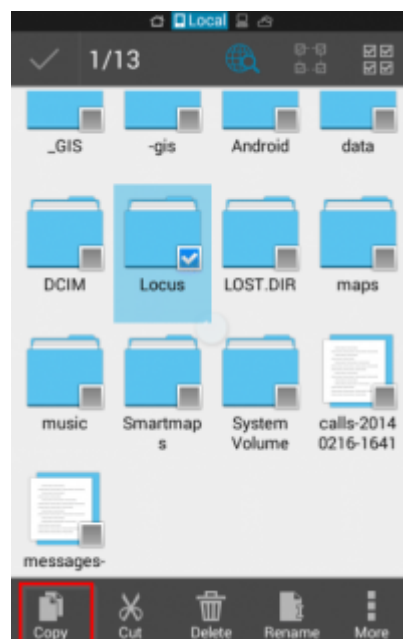 Local
1/13
_GIS -gis Android data
DCIM Locus LOST.DIR maps
music Smartmap System calls-2014
s Volume 0216-1641
messages-
Copy Cut Delete Rename More